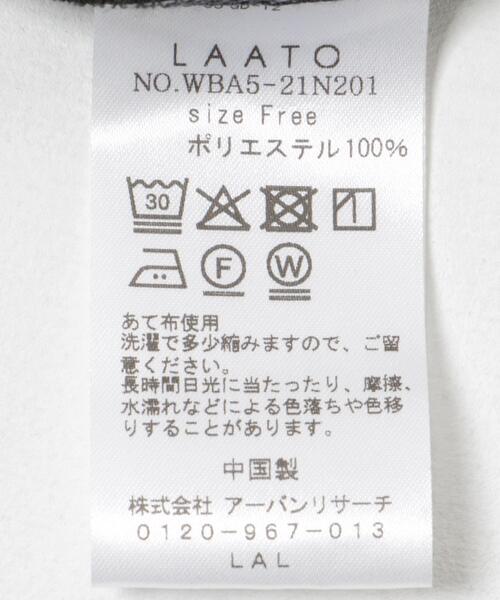 LAATO
NO.WBA5-21N201
size Free
ポリエステル100%
30
F W
あて布使用
洗濯で多少縮みますので、ご留
意ください。
長時間日光に当たったり、摩擦、
水濡れなどによる色落ちや色移
りすることがあります。
中国製
株式会社 アーバンリサーチ
0120-967-013
LAL